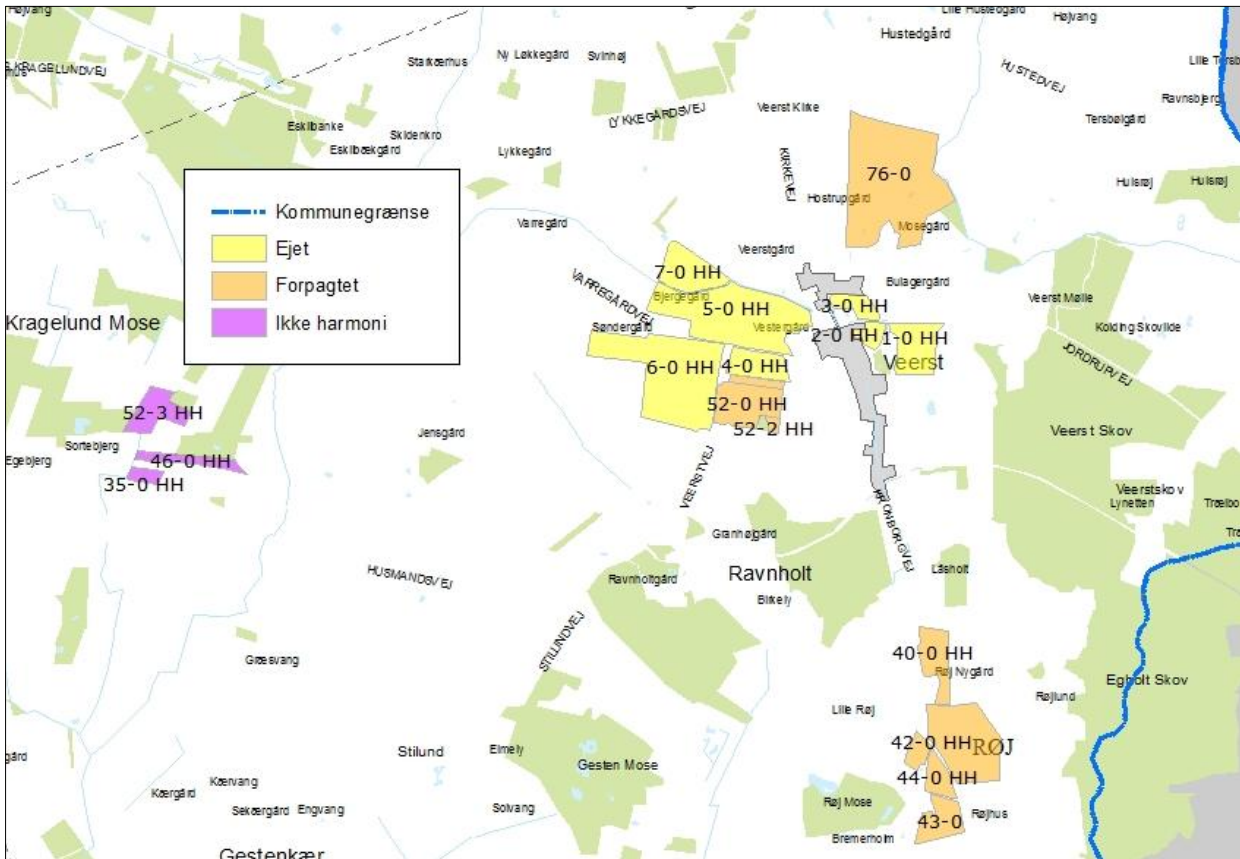 Højvang
Ny Løkkegård
Svinhøj
Lille Hustedgård
Højvang
Hustedgård
Starkærhus
KRAGELUNDVEJ
HUSTEDVEJ
Lille Tersb
Ravnsbjerg
Eskilbanke
Skidenkro
LYKKEGÅRDSVEJ
Veerst Kirke
Tersbølgård
Eskilbækgård
Lykkegård
KIRKEVEJ
76-0
Hulsrøj
Hulsrøj
Hostrupgård
Mosegård
Kommunegrænse
Ejet
Forpagtet
Ikke harmoni
Varregård
Veerstgård
7-0 HH
Bjergegård
VARREGÅRDVEJ
Bulagergård
5-0 HH
3-0 HH
Veerst Mølle
Kolding Skovilde
Kragelund Mose
Søndergård
Vestergård
2-0 HH
1-0 HH
Veerst
JORDRUPVEJ
6-0 HH
4-0 HH
52-0 HH
52-2 HH
52-3 HH
Sortebjerg
Jensgård
Veerst Skov
Egebjerg
46-0 HH
35-0 HH
VEERSTVEJ
KRONBORGVEJ
Veerstskov
Lynetten
Trælbo
Træ
Granhøjgård
HUSMANDSVEJ
Ravnholtgård
Ravnholt
Birkely
Låsholt
STILUNDVEJ
Græsvang
40-0 HH
Røj Nygård
Røjlund
Egholt Skov
Lille Røj
gård
Stilund
Elmely
Gesten Mose
42-0 HH
RØJ
44-0 HH
Kærvang
Kærgård
Sekærgård
Engvang
Solvang
Røj Mose
43-0
Røjhus
Bremerholm
Gestenkær